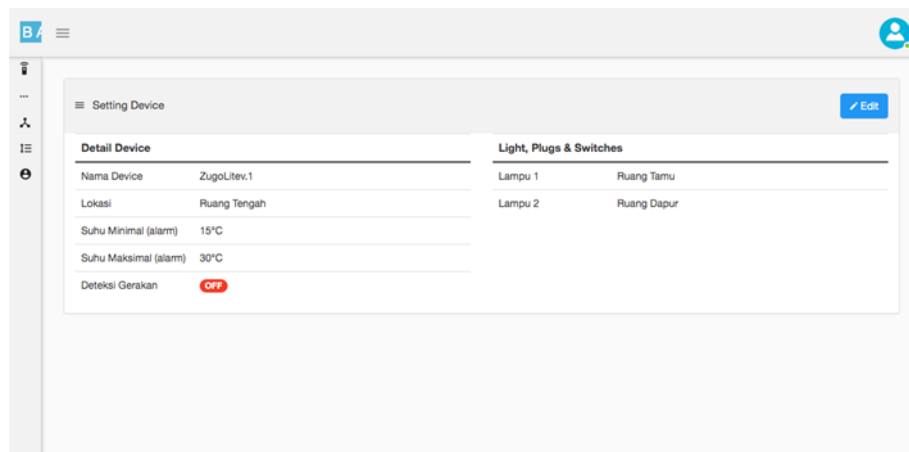 BA
Setting Device
Edit
Detail Device
Nama Device ZugoLitev.1
Lokasi Ruang Tengah
Suhu Minimal (alarm) 15°C
Suhu Maksimal (alarm) 30°C
Deteksi Gerakan OFF
Light, Plugs & Switches
Lampu 1 Ruang Tamu
Lampu 2 Ruang Dapur